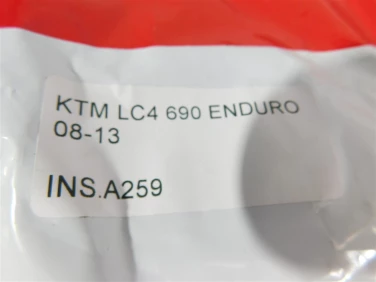 KTM LC4 690 ENDURO
08-13
INS.A259